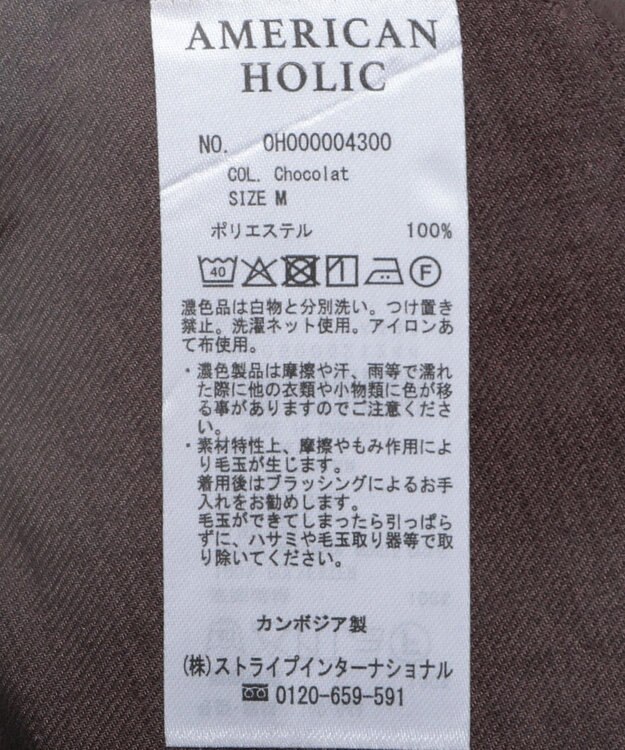 AMERICAN
HOLIC
NO. OH000004300
COL. Chocolat
SIZE M
ポリエステル 100%
40 F
濃色品は白物と分別洗い。つけ置き
禁止。洗濯ネット使用。アイロンあ
て布使用。
・濃色製品は摩擦や汗、雨等で濡れ
た際に他の衣類や小物類に色が移
る事がありますのでご注意くださ
い。
・素材特性上、摩擦やもみ作用によ
り毛玉が生じます。
着用後はブラッシングによるお手
入れをお勧めします。
毛玉ができてしまったら引っぱら
ずに、ハサミや毛玉取り器等で取
り除いてください。
カンボジア製
(株)ストライプインターナショナル
0120-659-591